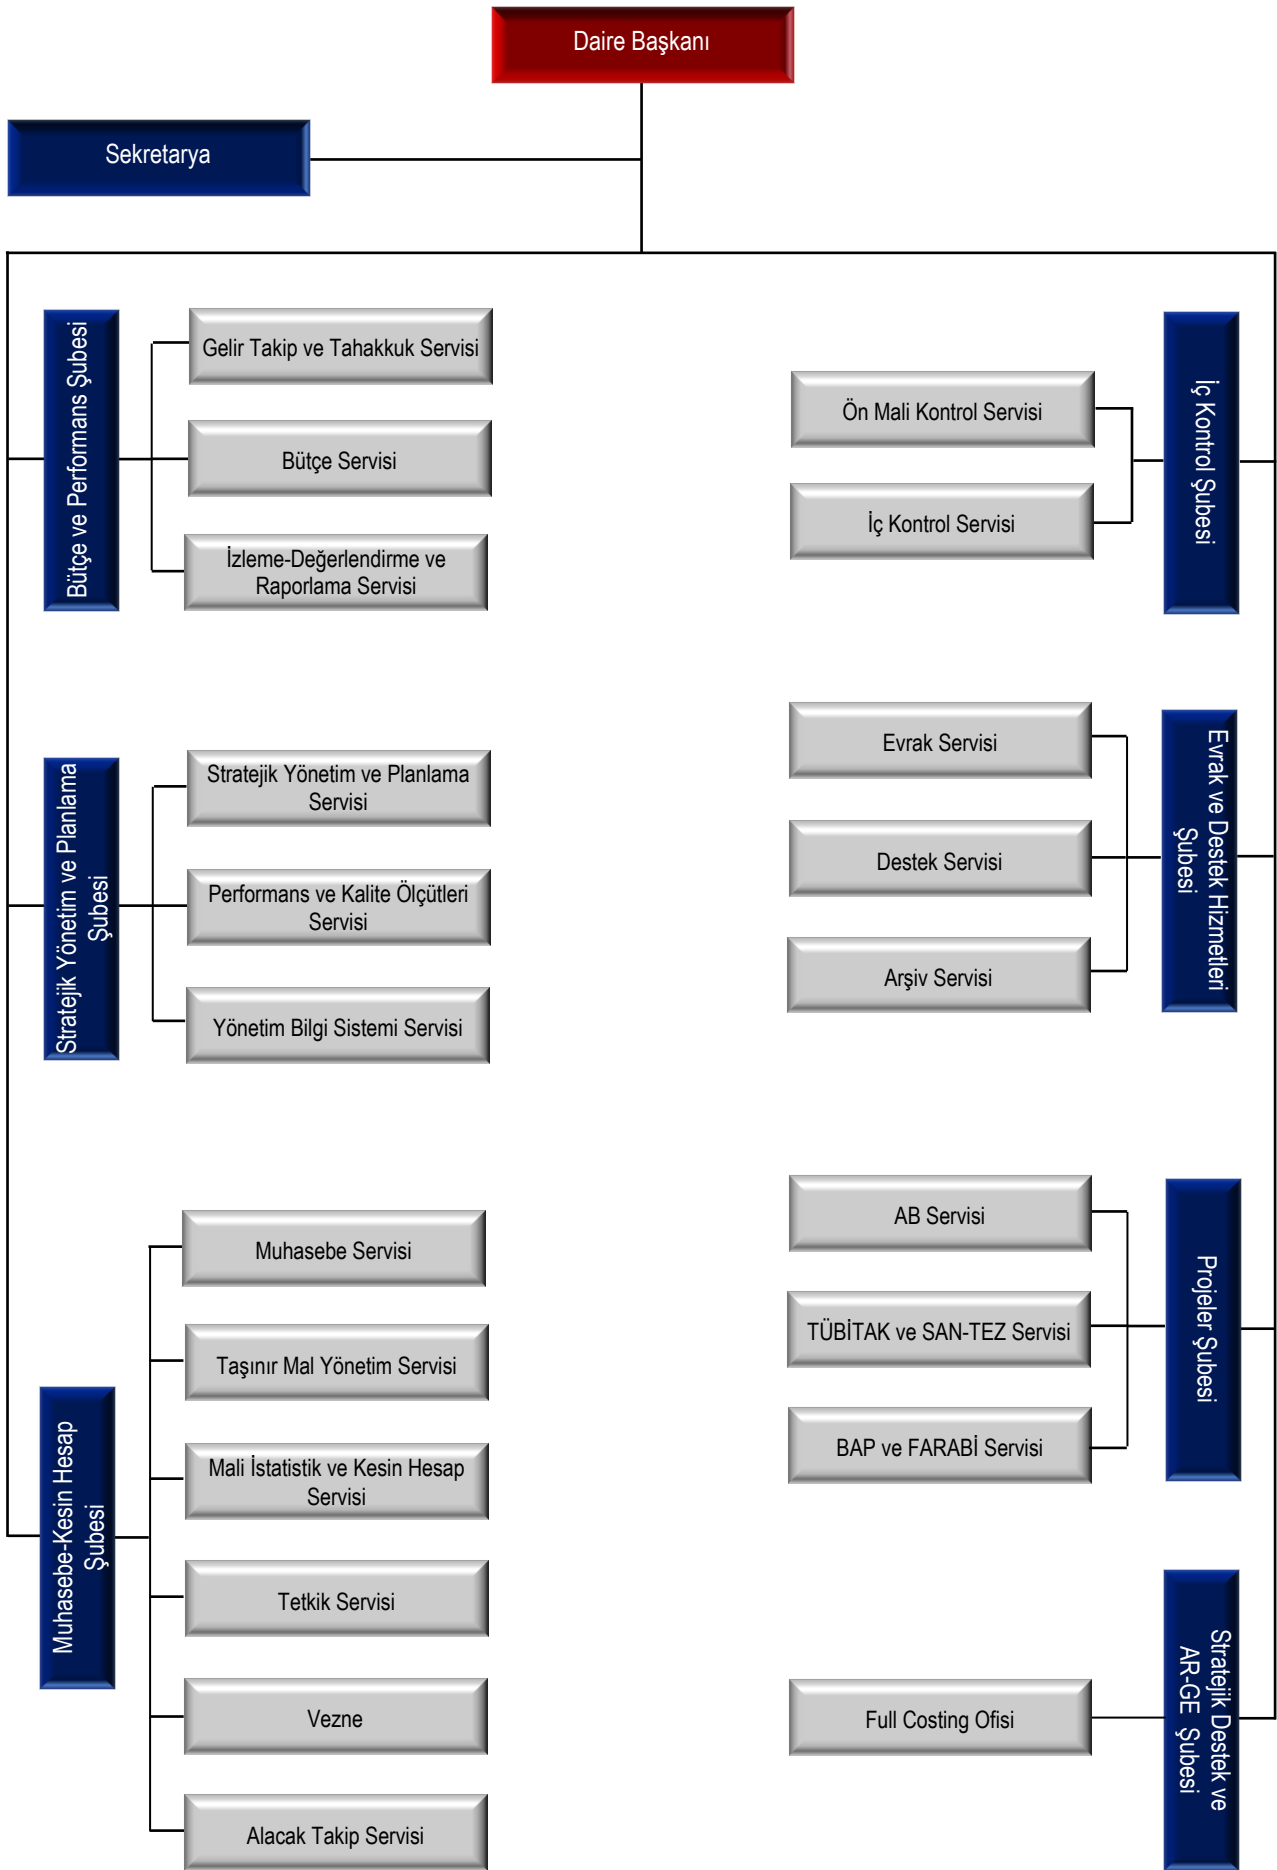 Daire Başkanı
Sekretarya
Bütçe ve Performans Şubesi
Gelir Takip ve Tahakkuk Servisi
Bütçe Servisi
İzleme-Değerlendirme ve
Raporlama Servisi
Stratejik Yönetim ve Planlama
Şubesi
Stratejik Yönetim ve Planlama
Servisi
Performans ve Kalite Ölçütleri
Servisi
Yönetim Bilgi Sistemi Servisi
Muhasebe-Kesin Hesap
Şubesi
Muhasebe Servisi
Taşınır Mal Yönetim Servisi
Mali İstatistik ve Kesin Hesap
Servisi
Tetkik Servisi
Vezne
Alacak Takip Servisi
İç Kontrol Şubesi
Ön Mali Kontrol Servisi
İç Kontrol Servisi
Evrak ve Destek Hizmetleri
Şubesi
Evrak Servisi
Destek Servisi
Arşiv Servisi
Projeler Şubesi
AB Servisi
TÜBİTAK ve SAN-TEZ Servisi
BAP ve FARABİ Servisi
Stratejik Destek ve
AR-GE Şubesi
Full Costing Ofisi